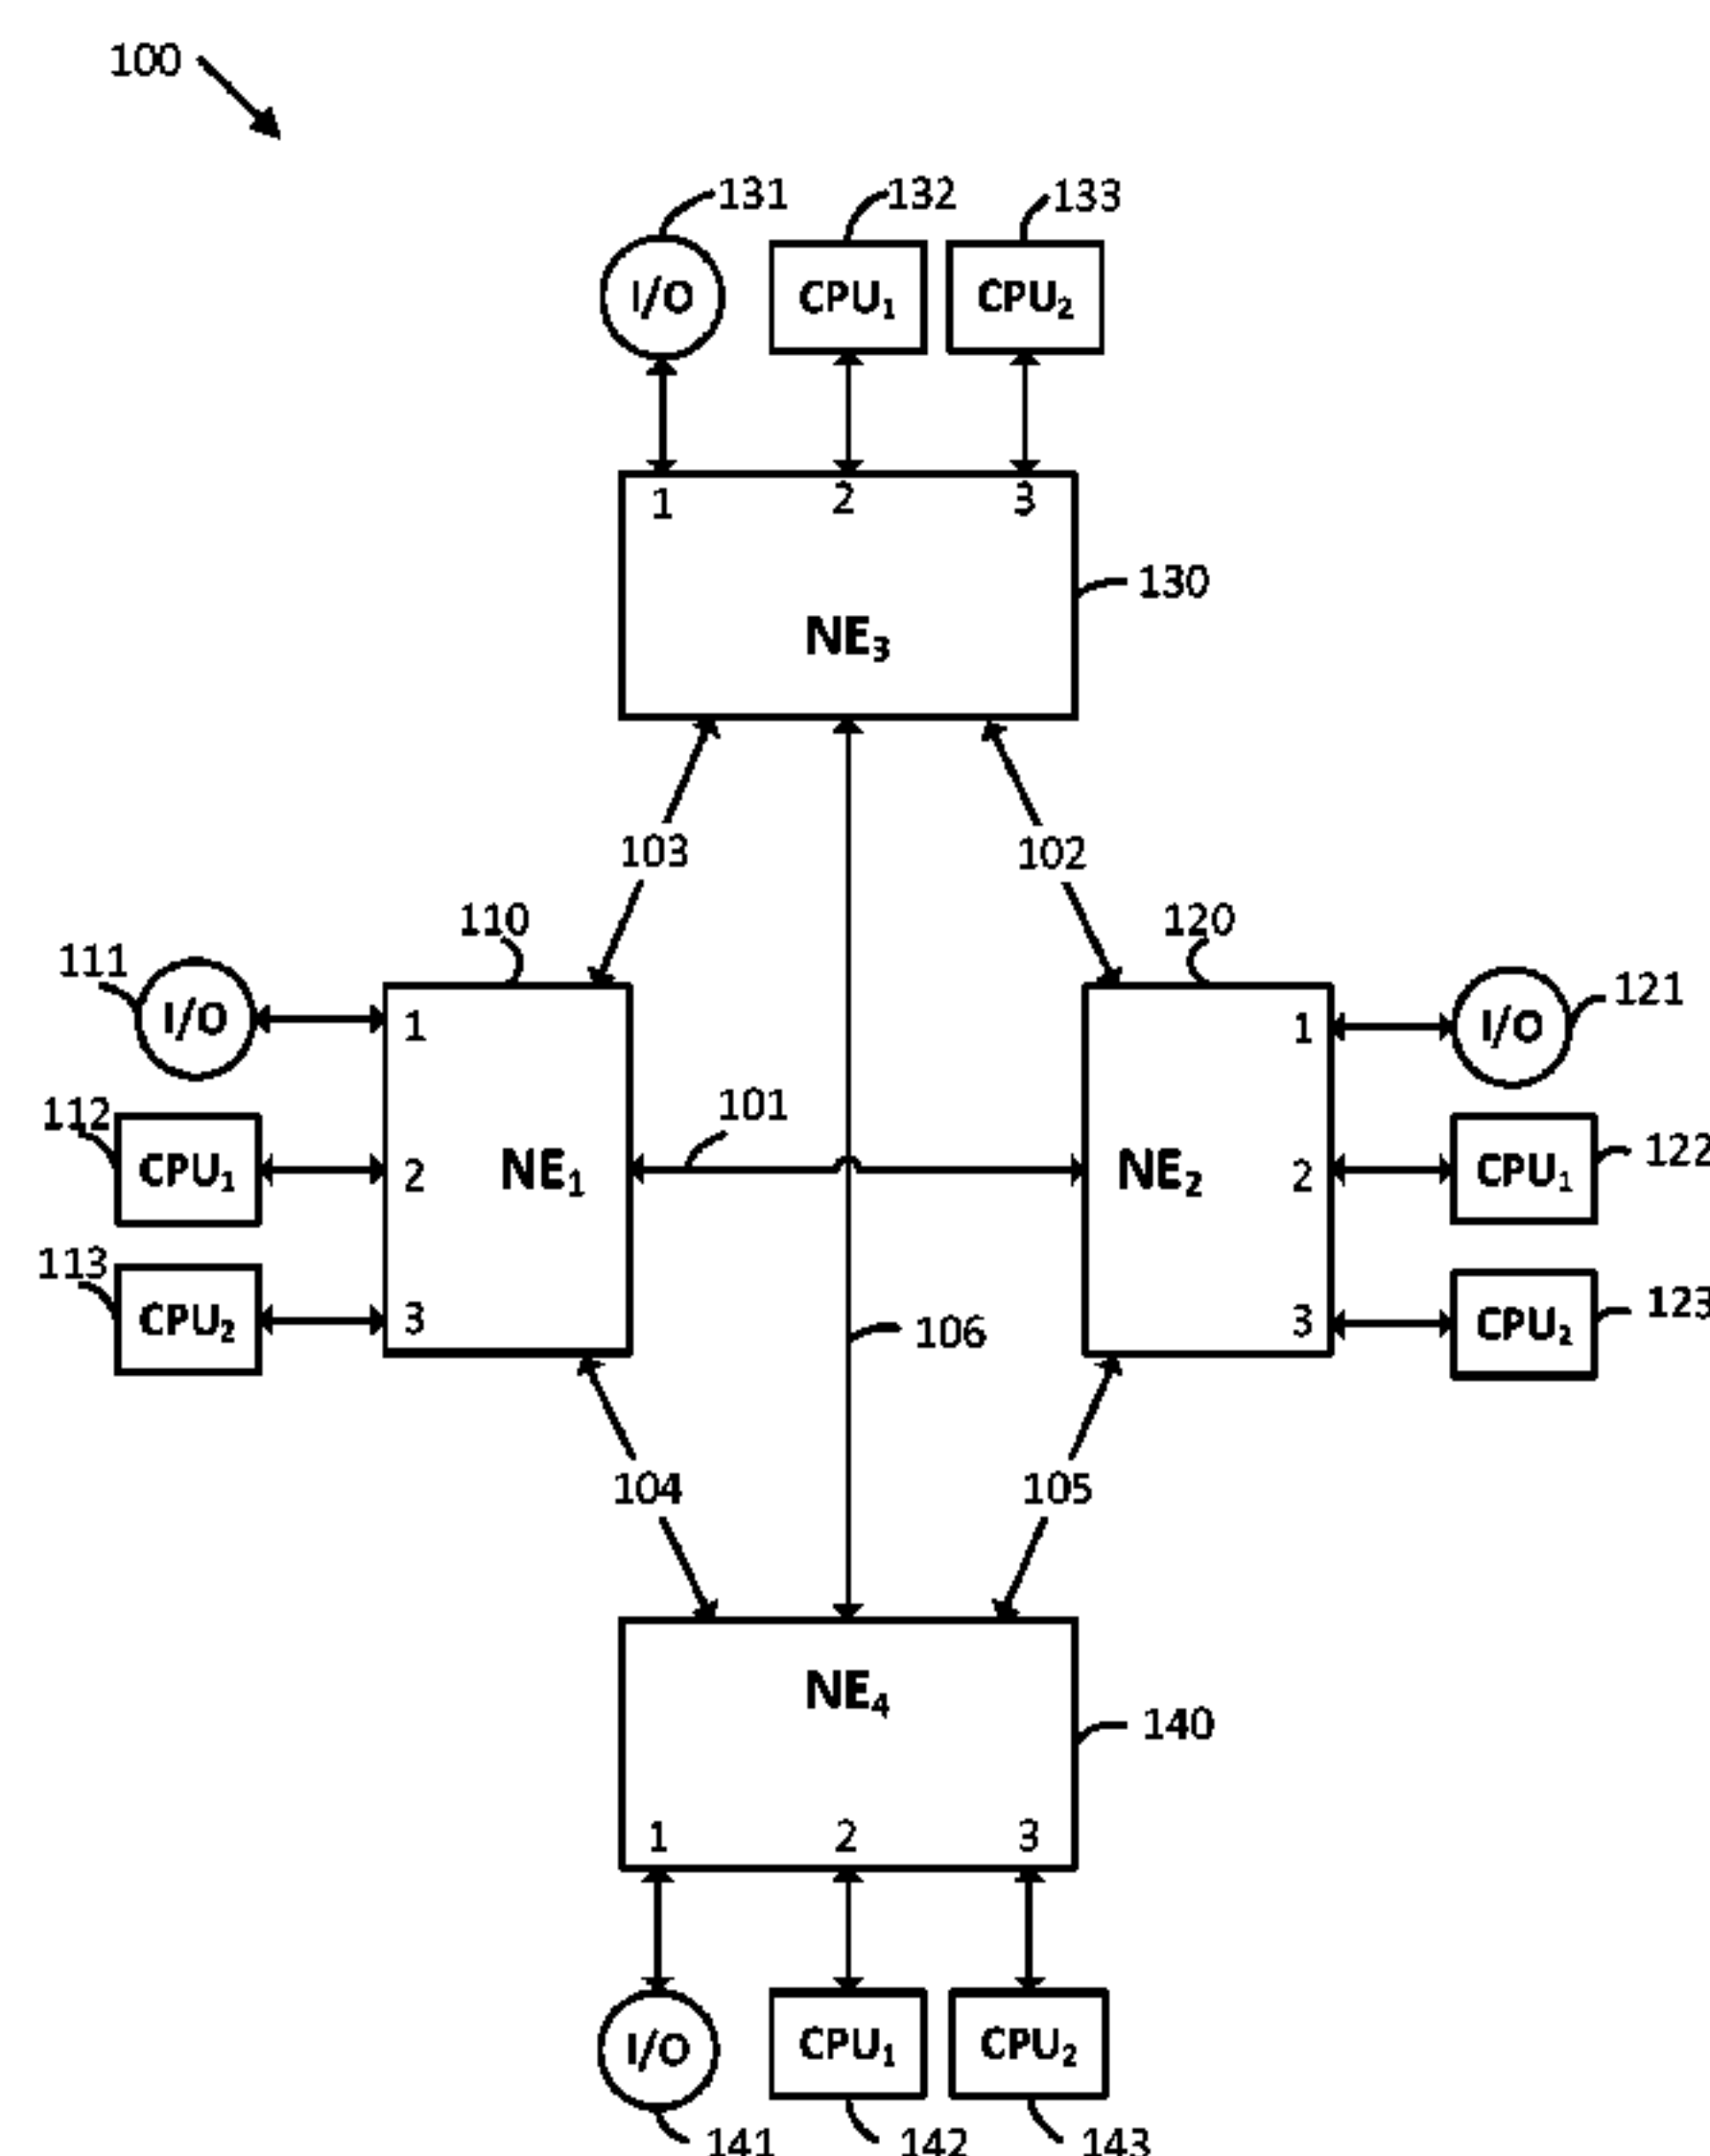 100
131 132 133
I/O CPU₁ CPU₂
1 2 3
130
NE₃
103 102
110 120
111 I/O 1 1 I/O 121
101
112 CPU₁ 2 NE₁ NE₂ 2 CPU₁ 122
113 CPU₂ 3 3 CPU₂ 123
106
104 105
NE₄
140
1 2 3
I/O CPU₁ CPU₂
141 142 143